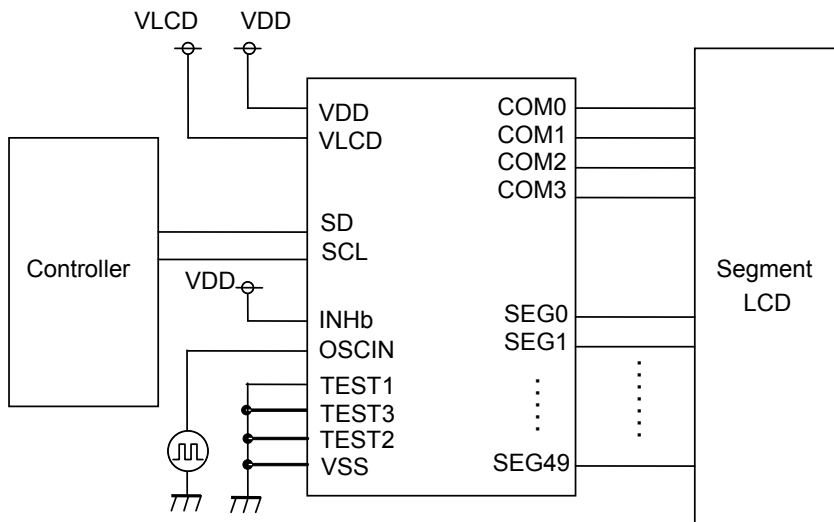 VLCD
VDD
VDD
VLCD
SD
SCL
VDD
INHb
OSCIN
TEST1
TEST3
TEST2
VSS
Controller
COM0
COM1
COM2
COM3
SEG0
SEG1
SEG49
Segment
LCD